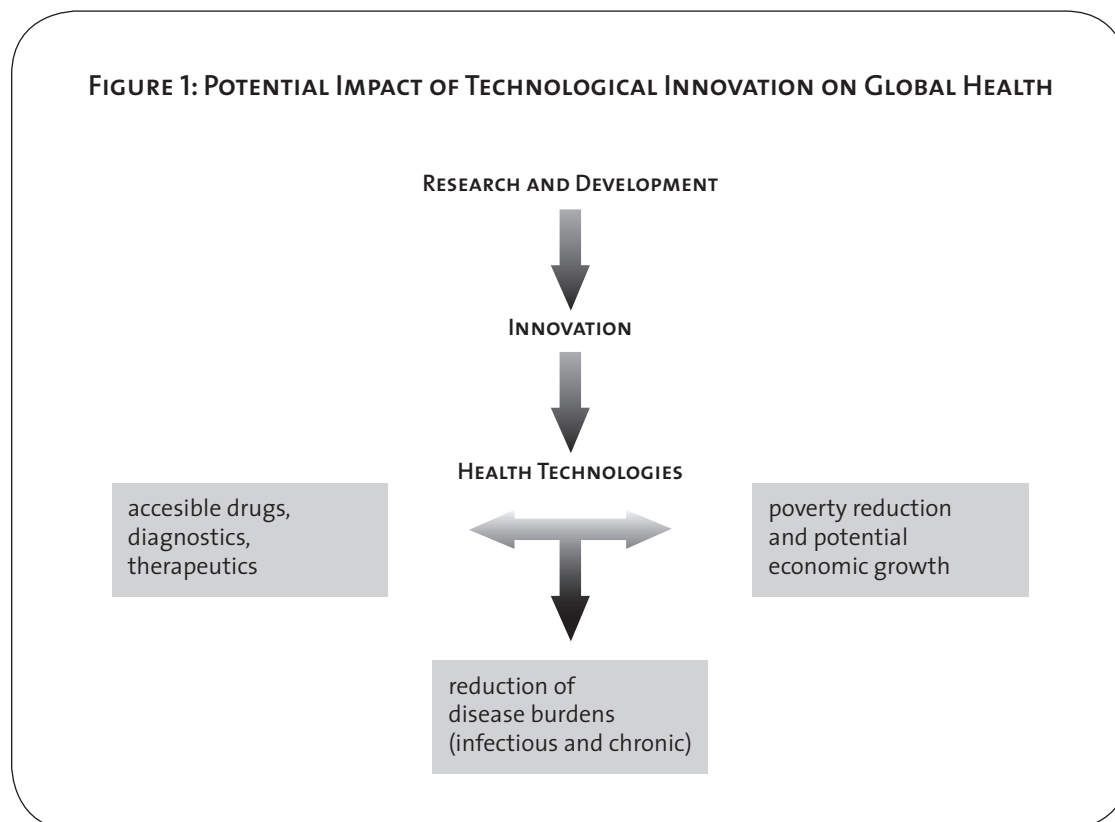 Figure 1: Potential Impact of Technological Innovation on Global Health
Research and Development
Innovation
Health Technologies
accesible drugs,
diagnostics,
therapeutics
poverty reduction
and potential
economic growth
reduction of
disease burdens
(infectious and chronic)